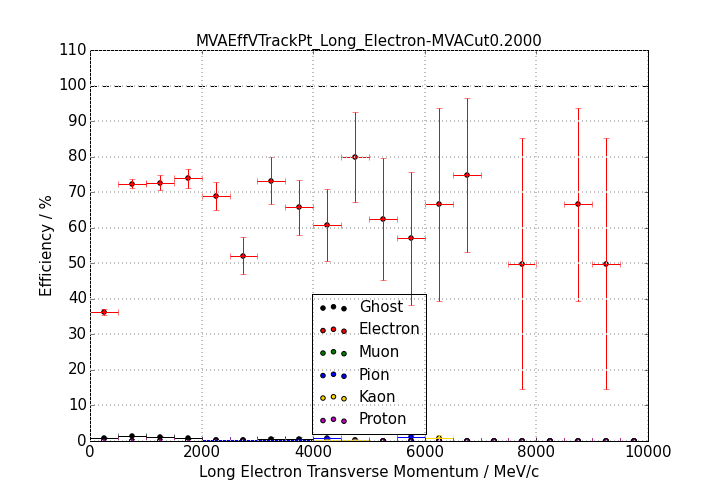 MVAEffVTrackPt_Long_Electron-MVACut0.2000
110
100
90
80
70
60
50
40
30
20
10
0
Efficiency / %
Ghost
Electron
Muon
Pion
Kaon
Proton
0 2000 4000 6000 8000 10000
Long Electron Transverse Momentum / MeV/c